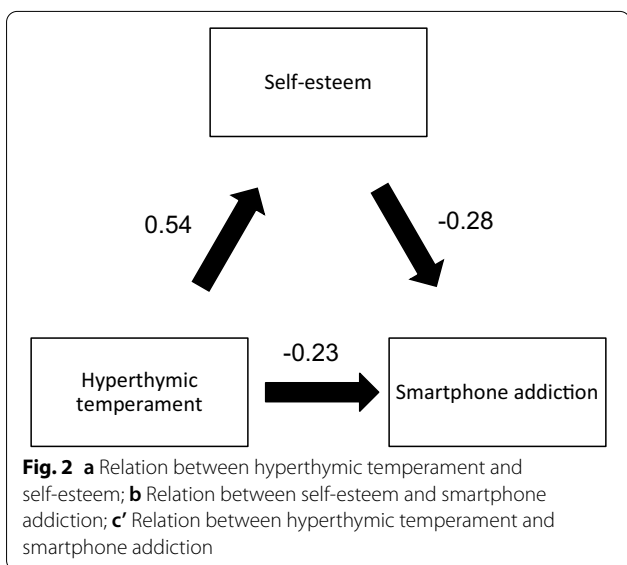 Self-esteem
0.54
-0.28
-0.23
Hyperthymic
temperament
Smartphone addiction
Fig. 2 a Relation between hyperthymic temperament and
self-esteem; b Relation between self-esteem and smartphone
addiction; c’ Relation between hyperthymic temperament and
smartphone addiction